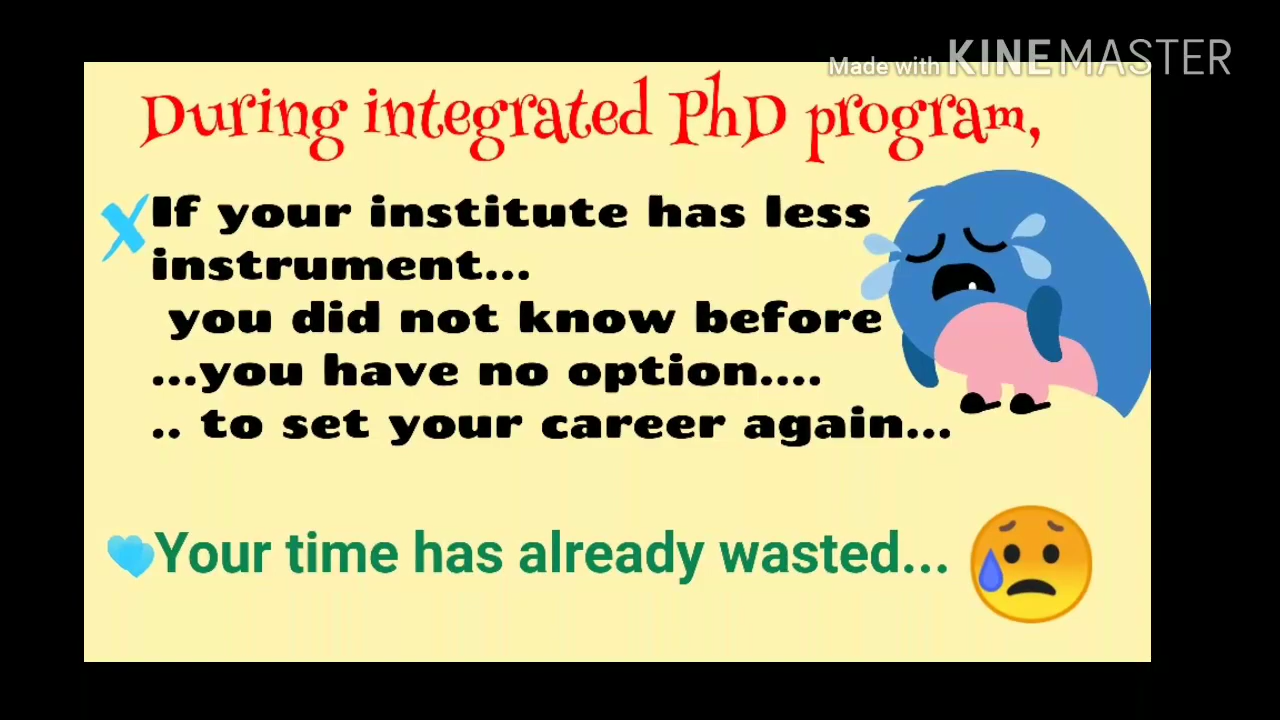 Made with KINEMASTER
During integrated PhD program,
If your institute has less
instrument...
you did not know before
...you have no option....
.. to set your career again...
Your time has already wasted...